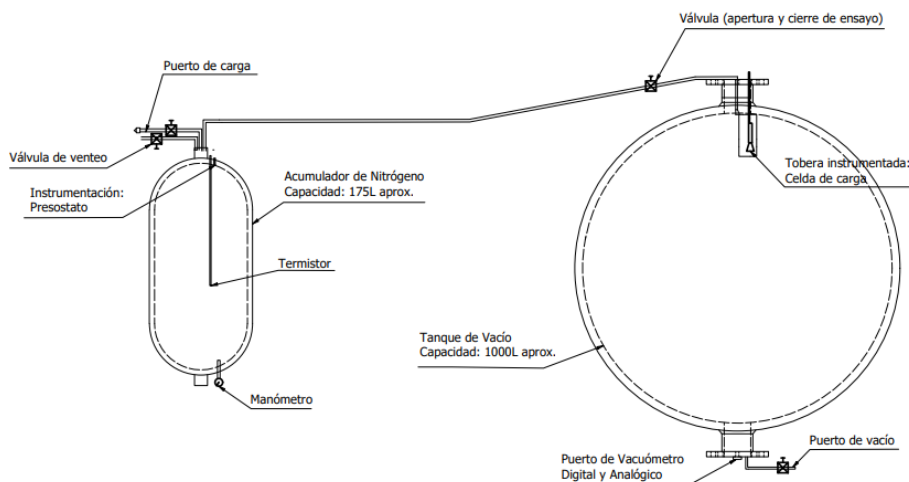 Válvula (apertura y cierre de ensayo)
Puerto de carga
Válvula de venteo
Instrumentación:
Presostato
Acumulador de Nitrógeno
Capacidad: 175L aprox.
Tobera instrumentada:
Celda de carga
Termistor
Tanque de Vacío
Capacidad: 1000L aprox.
Manómetro
Puerto de vacío
Puerto de Vacuómetro
Digital y Analógico